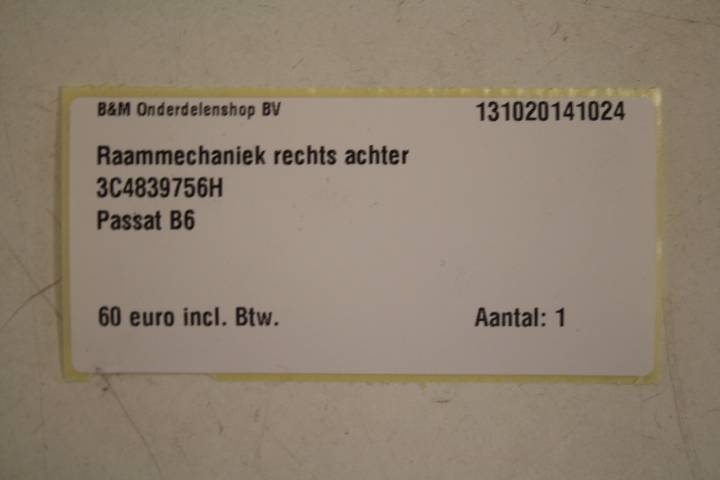 B&M Onderdelenshop BV 131020141024
Raammechaniek rechts achter
3C4839756H
Passat B6
60 euro incl. Btw. Aantal: 1